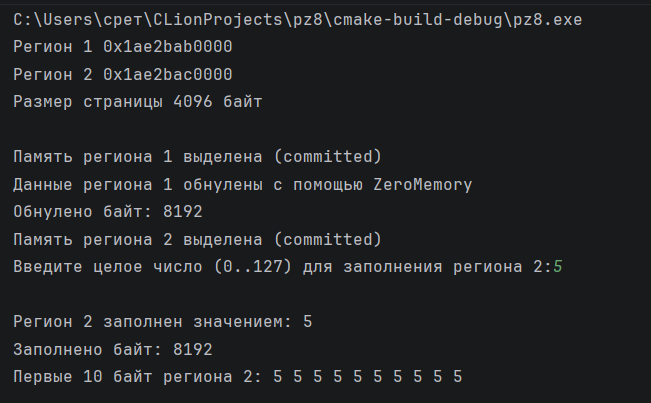 C:\Users\срет\CLionProjects\pz8\cmake-build-debug\pz8.exe
Регион 1 0x1ae2bab0000
Регион 2 0x1ae2bac0000
Размер страницы 4096 байт
Память региона 1 выделена (committed)
Данные региона 1 обнулены с помощью ZeroMemory
Обнулено байт: 8192
Память региона 2 выделена (committed)
Введите целое число (0..127) для заполнения региона 2:5
Регион 2 заполнен значением: 5
Заполнено байт: 8192
Первые 10 байт региона 2: 5 5 5 5 5 5 5 5 5 5